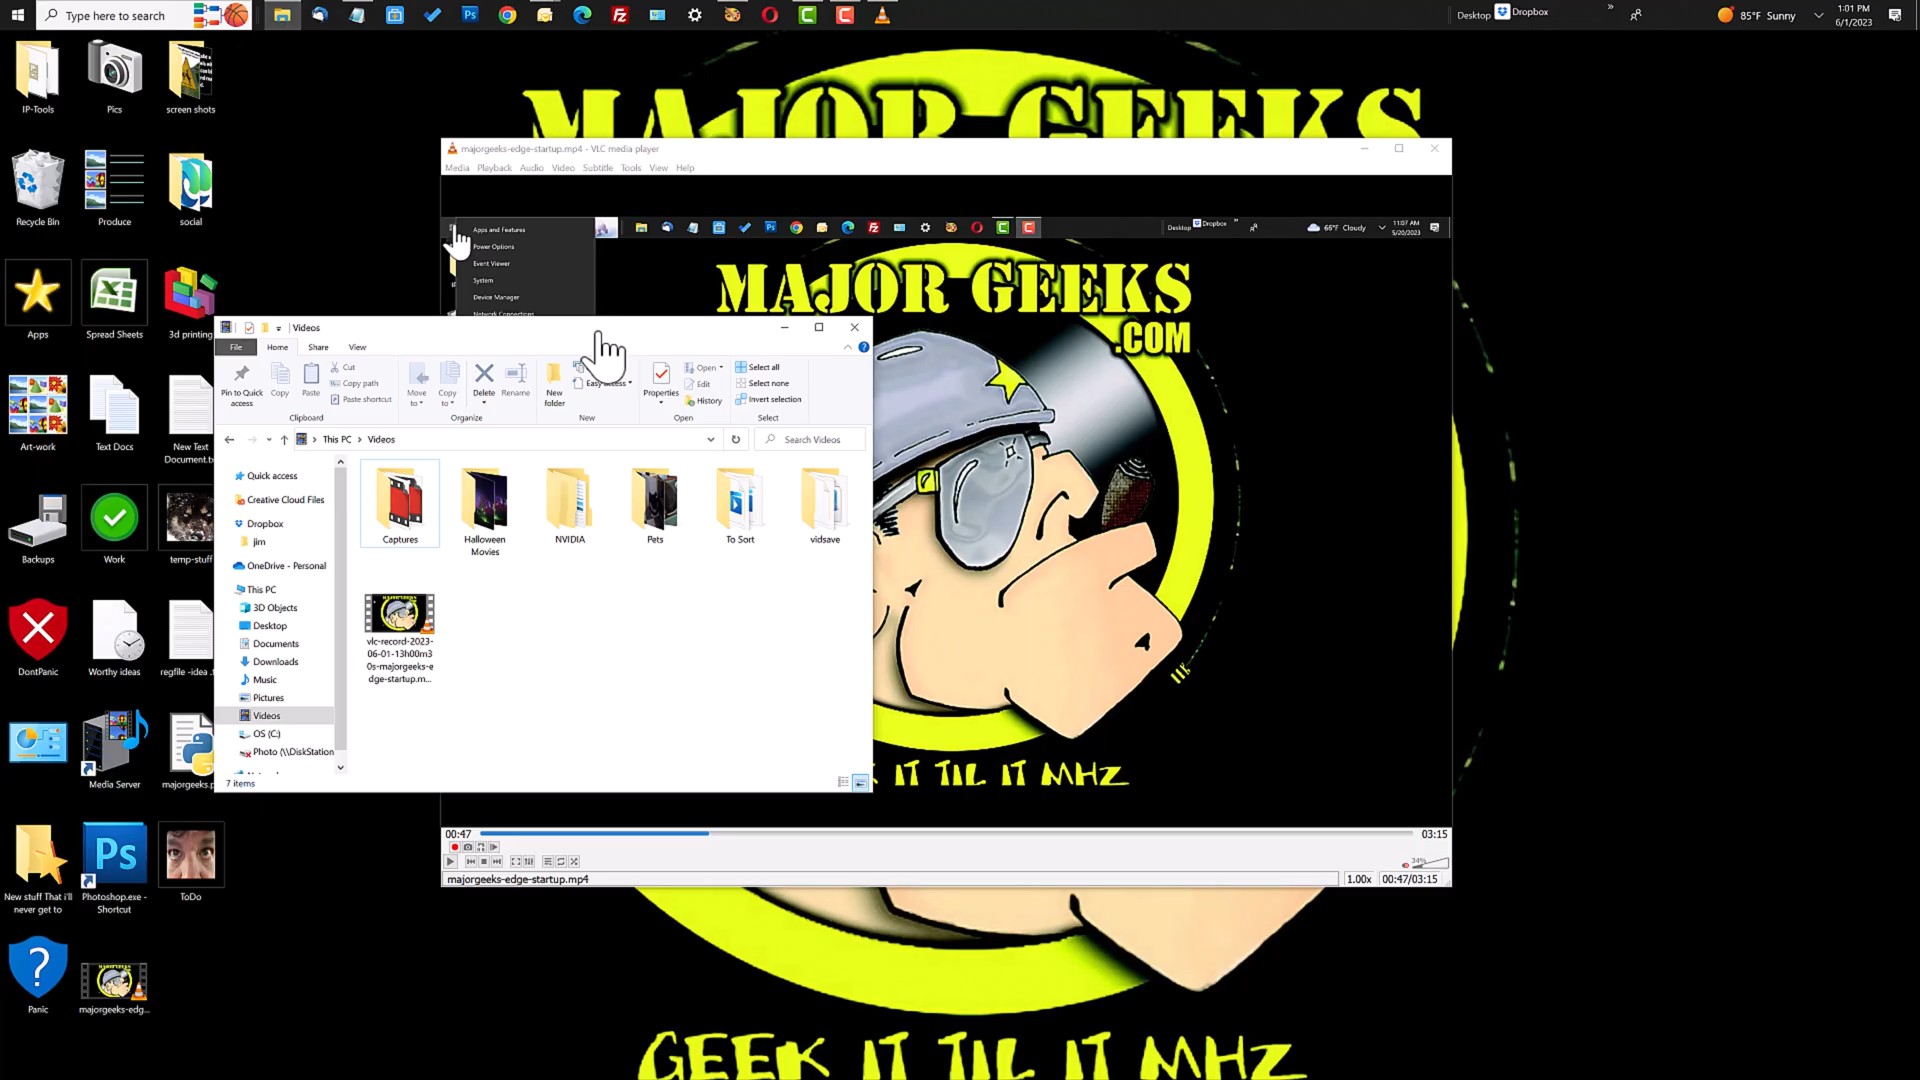 Type here to search
Desktop
Dropbox
»
85°F Sunny
1:01 PM
6/1/2023
IP-Tools
Pics
screen shots
Recycle Bin
Produce
social
Apps
Spread Sheets
3d printing
Art-work
Text Docs
New Text
Document.tx
Backups
Work
temp-stuff
DontPanic
Worthy ideas
regfile -idea .t
Media Server
majorgeeks.p
New stuff That i'll
never get to
Photoshop.exe -
Shortcut
ToDo
Panic
majorgeeks-edg...
MAJOR GEEKS
GEEK IT TIL IT MHZ
majorgeeks-edge-startup.mp4 - VLC media player
Media Playback Audio Video Subtitle Tools View Help
Apps and Features
Power Options
Event Viewer
System
Device Manager
Network Connections
Desktop
Dropbox
»
65°F Cloudy
11:07 AM
5/20/2023
MAJOR GEEKS
.COM
K IT TIL IT MHZ
00:47
03:15
34%
majorgeeks-edge-startup.mp4
1.00x
00:47/03:15
Videos
File Home Share View
Pin to Quick
access
Copy
Paste
Cut
Copy path
Paste shortcut
Clipboard
Move
to
Copy
to
Delete
Rename
Organize
New
folder
Easy access
New
Properties
Open
Edit
History
Open
Select all
Select none
Invert selection
Select
This PC > Videos
Search Videos
Quick access
Creative Cloud Files
Dropbox
jim
OneDrive - Personal
This PC
3D Objects
Desktop
Documents
Downloads
Music
Pictures
Videos
OS (C:)
Photo (\\DiskStation
Captures
Halloween
Movies
NVIDIA
Pets
To Sort
vidsave
vlc-record-2023-
06-01-13h00m3
0s-majorgeeks-e
dge-startup.m...
7 items